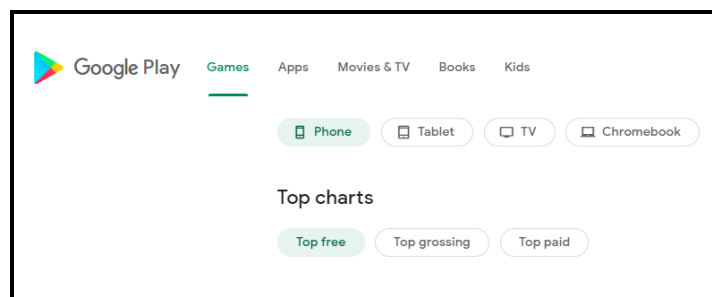 Google Play Games Apps Movies & TV Books Kids
Phone Tablet TV Chromebook
Top charts
Top free Top grossing Top paid